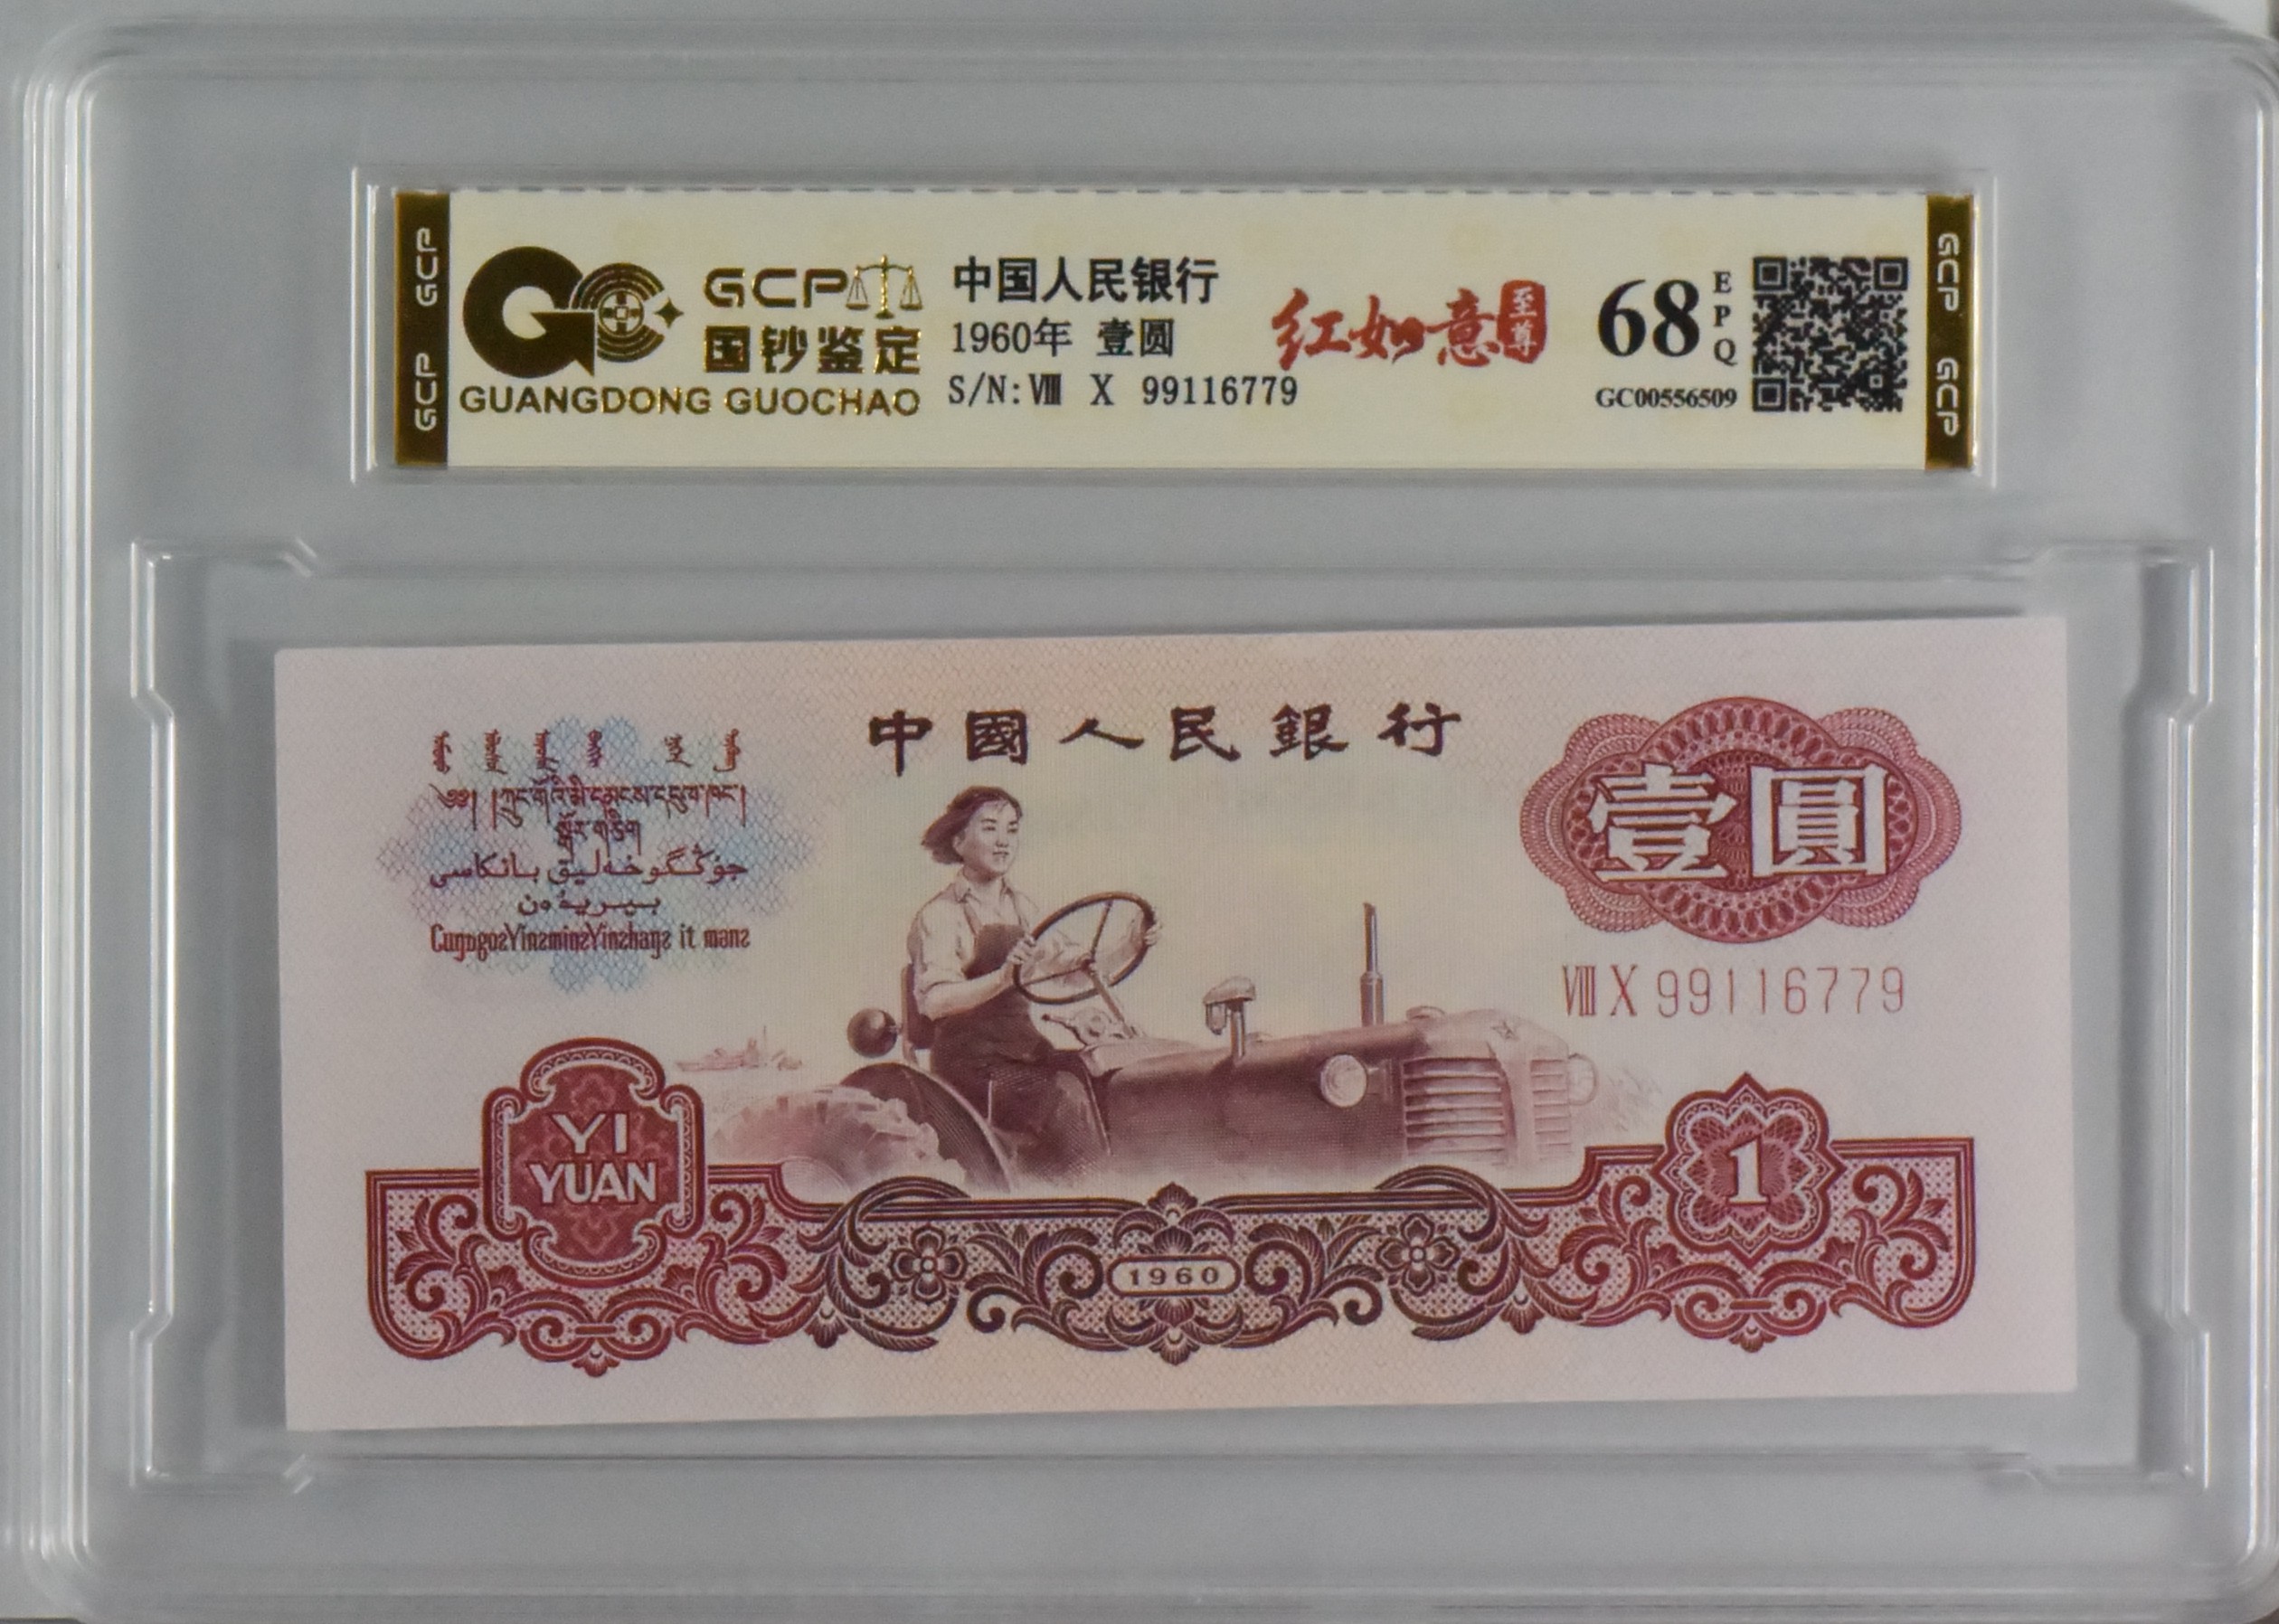 GCP GCP
GCP
国钞鉴定
GUANGDONG GUOCHAO
中国人民银行
1960年 壹圆
S/N:Ⅷ X 99116779
红如意
至尊
68
EPQ
GC00556509
GCP GCP
中國人民銀行
壹圓
ⅧX 99116779
YI
YUAN
1960
1